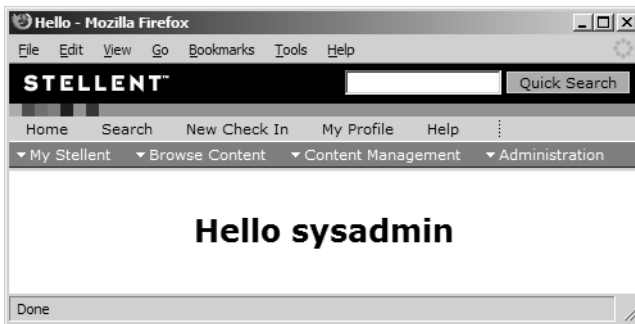 Hello - Mozilla Firefox
File Edit View Go Bookmarks Tools Help
STELLENT™ Quick Search
Home Search New Check In My Profile Help
My Stellent Browse Content Content Management Administration
Hello sysadmin
Done